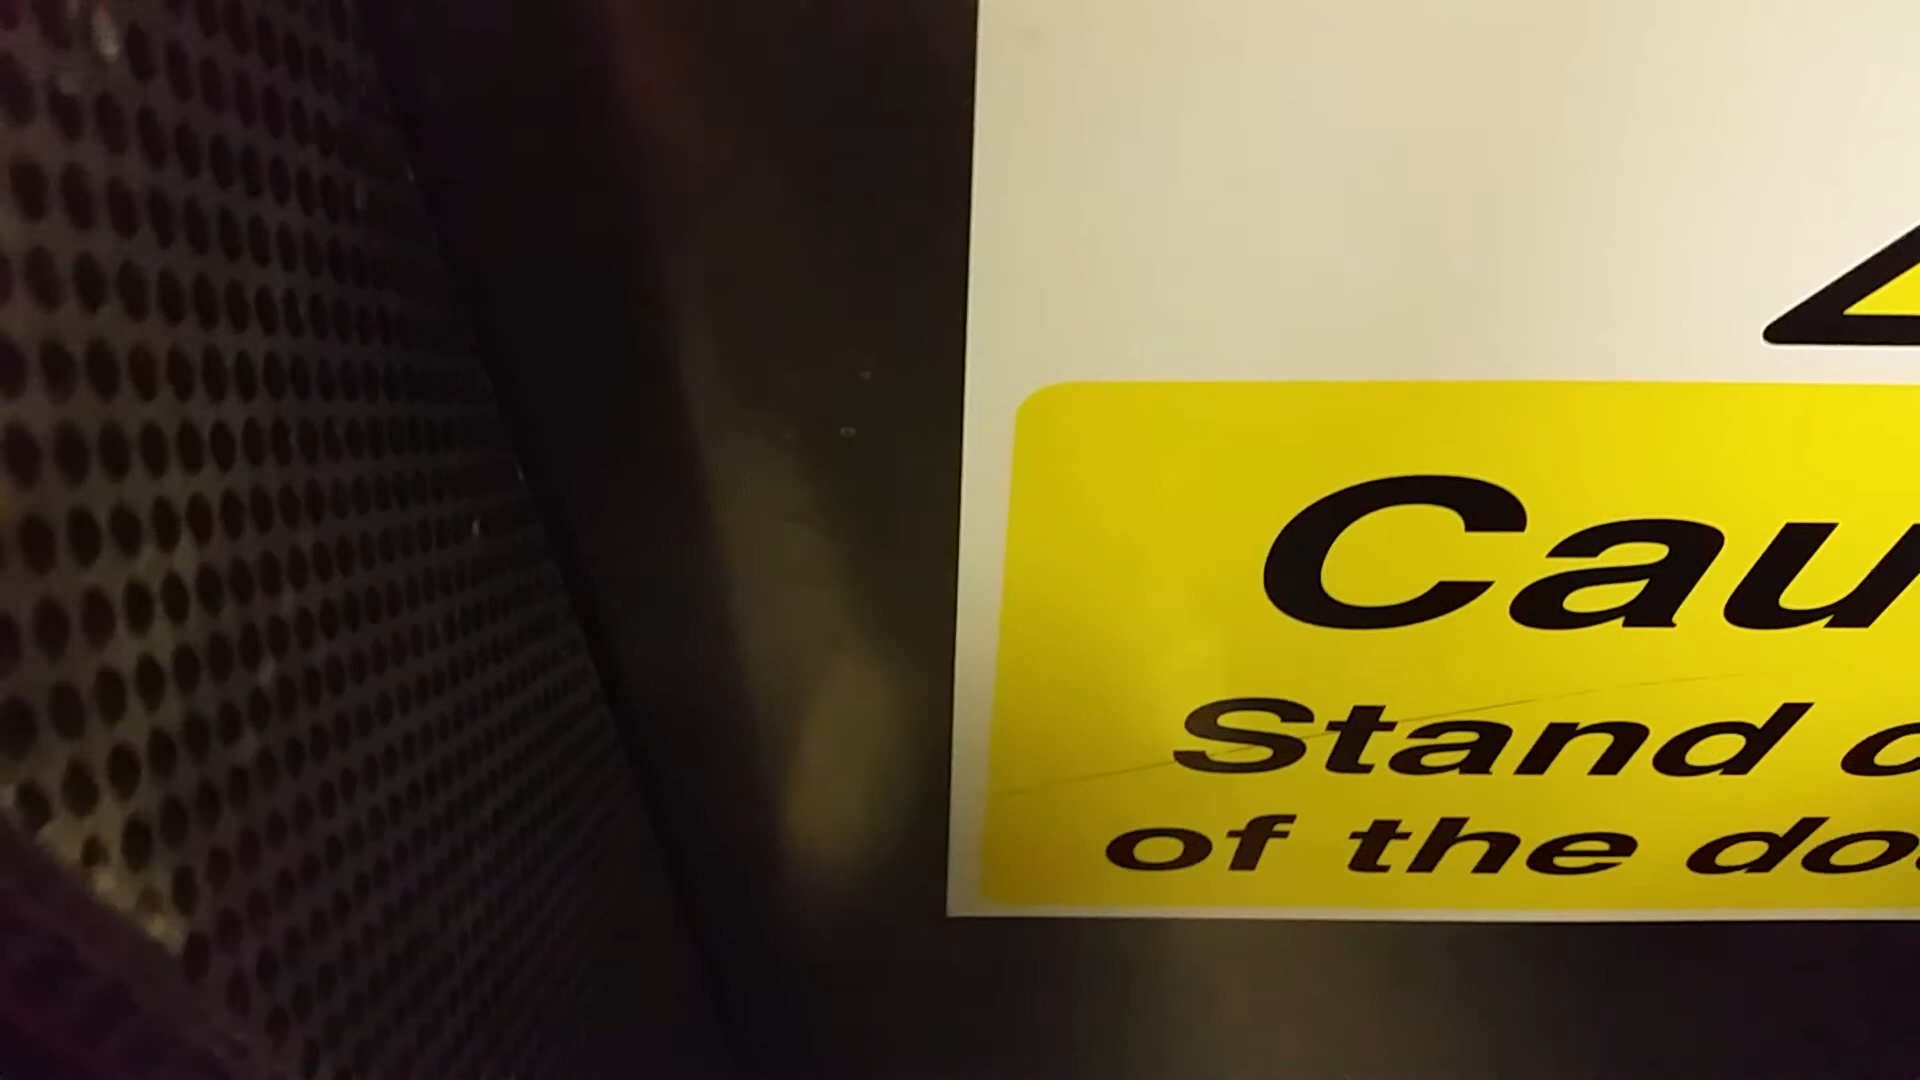 Cau
Stand
of the do